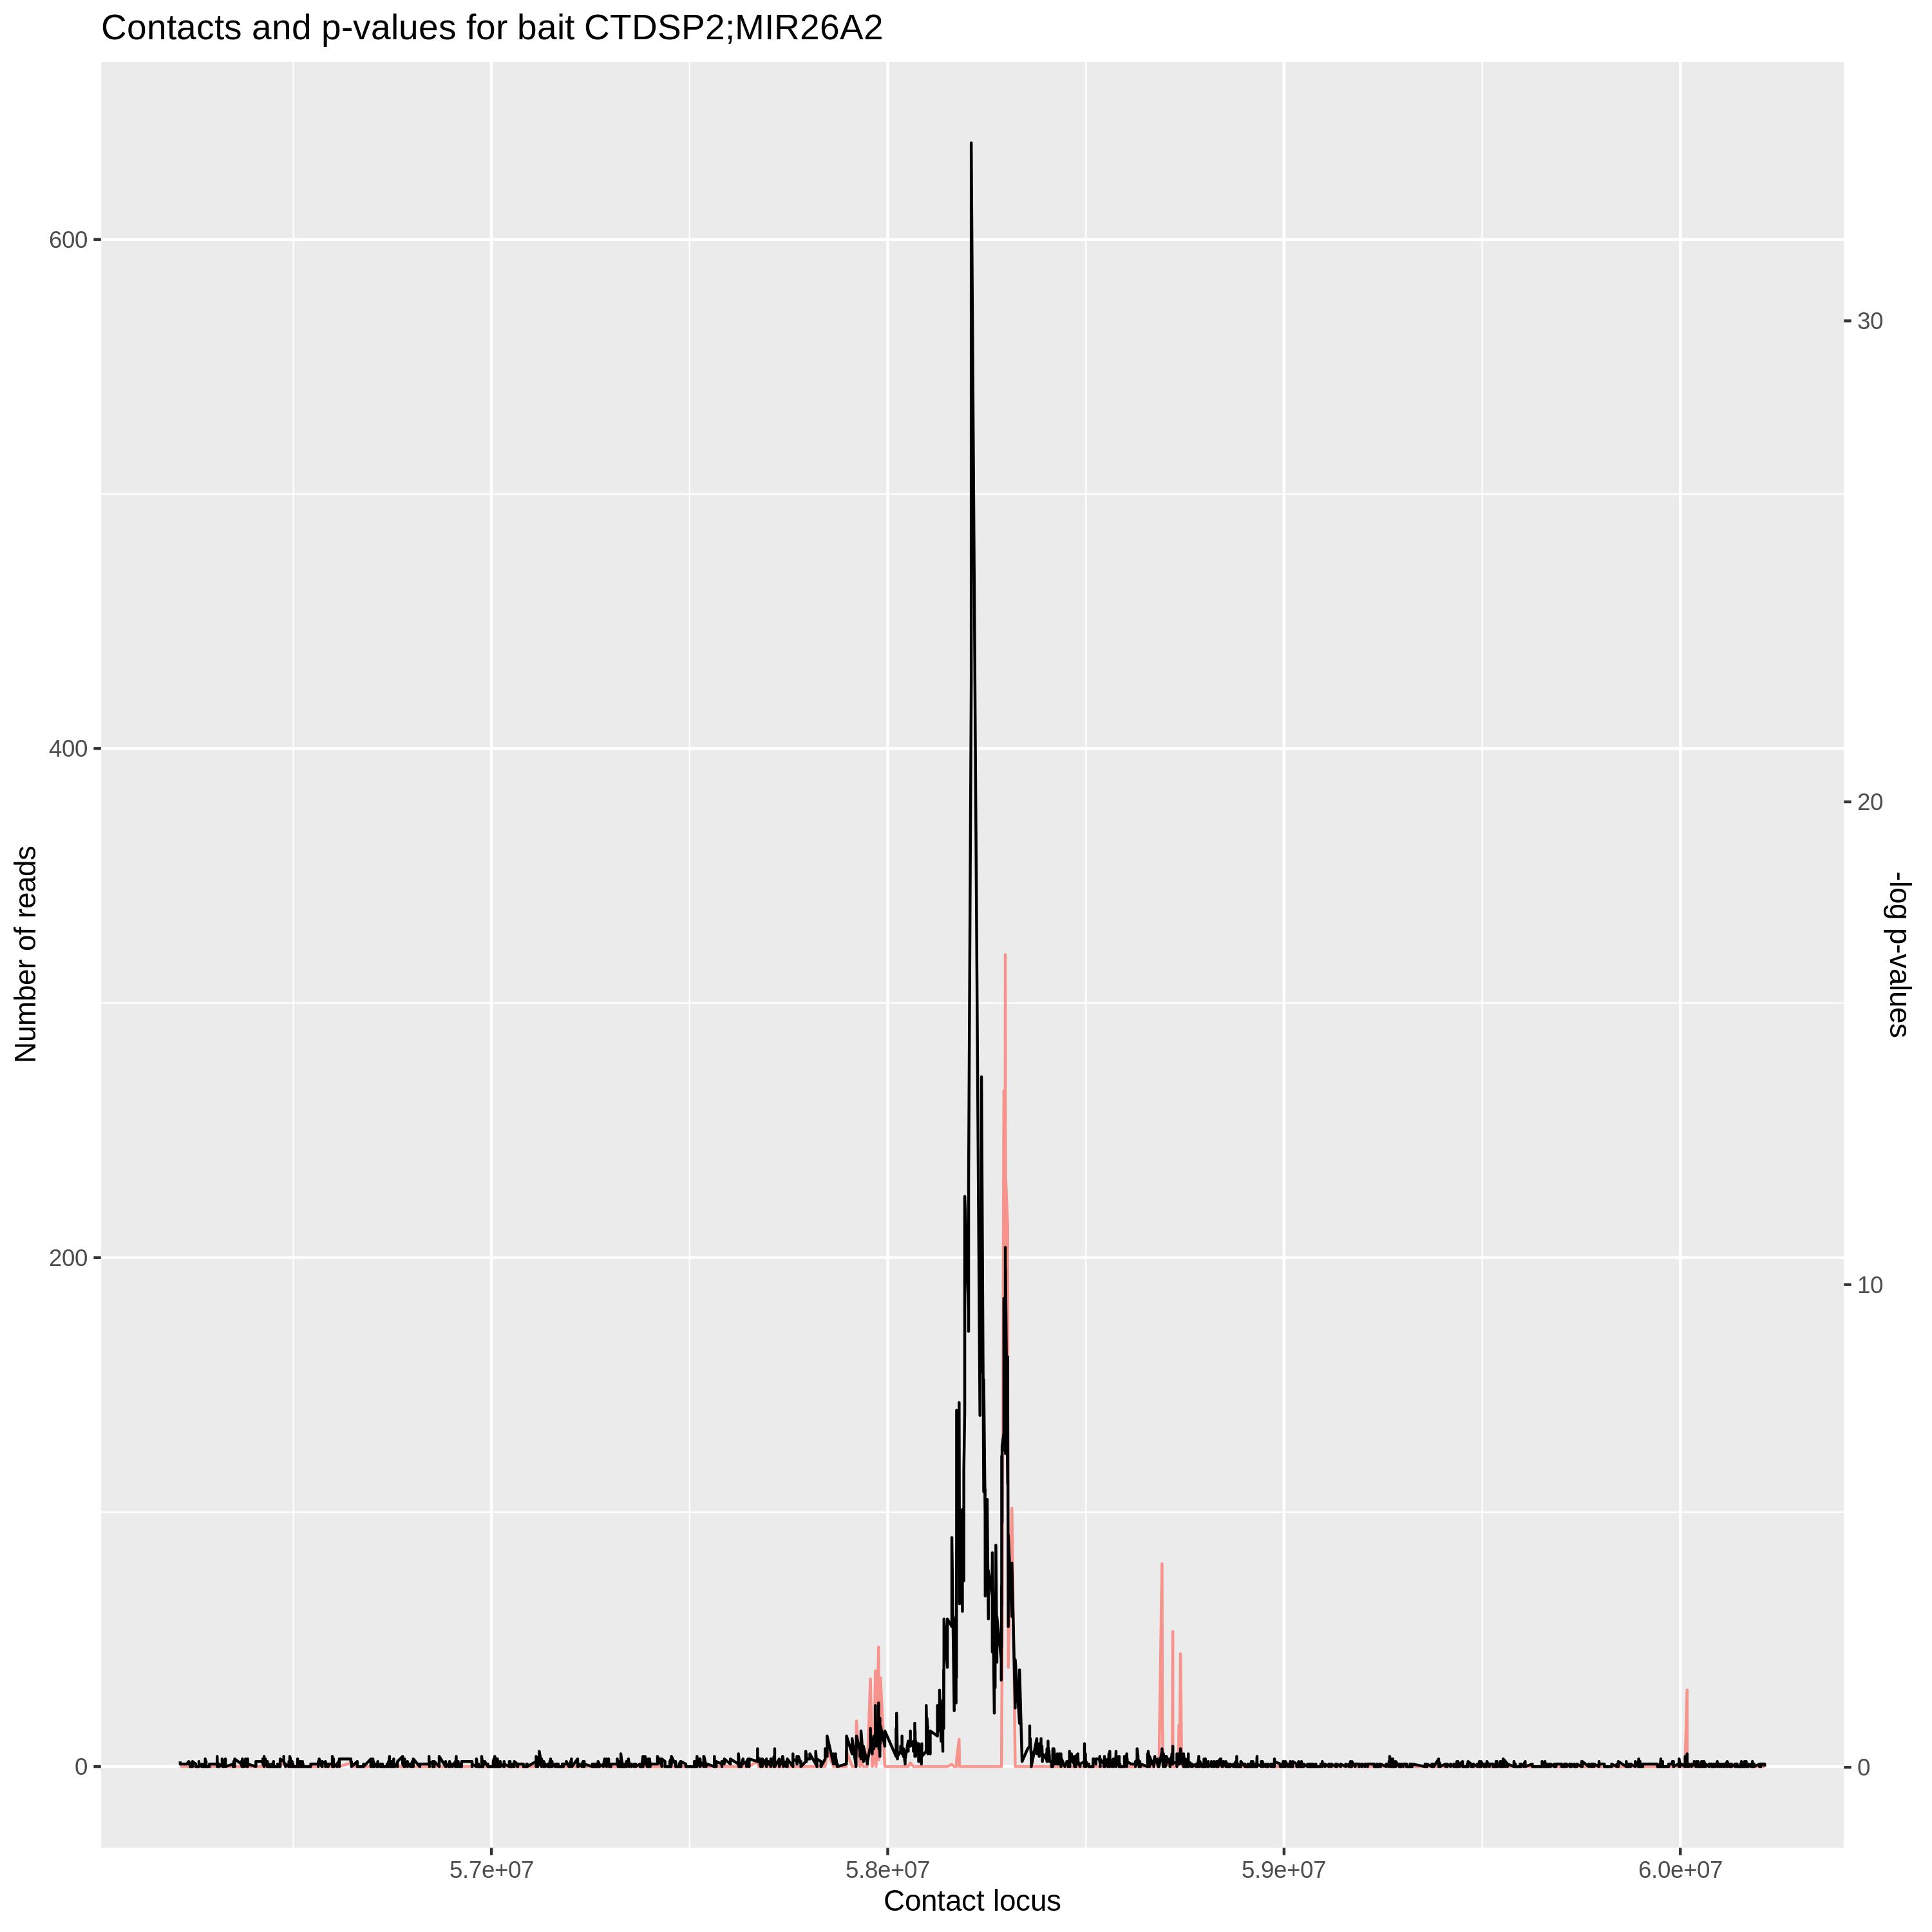 Contacts and p-values for bait CTDSP2;MIR26A2
600
400
200
0
Number of reads
30
20
10
0
-log p-values
5.7e+07 5.8e+07 5.9e+07 6.0e+07
Contact locus